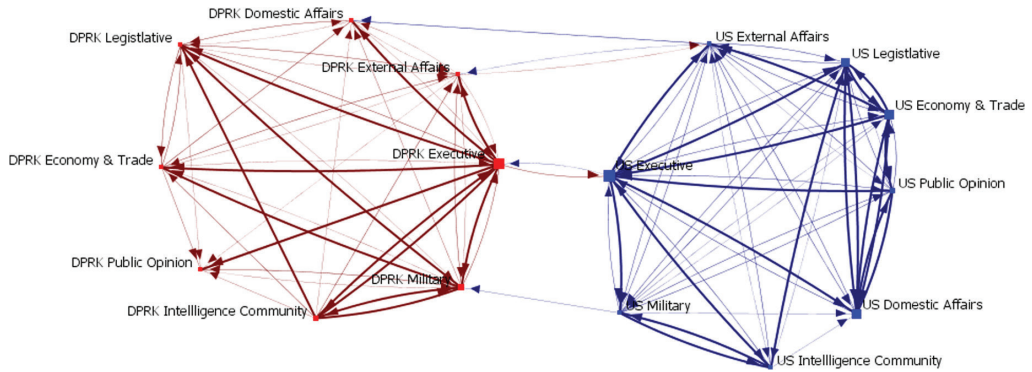 DPRK Domestic Affairs
DPRK Legistlative
US External Affairs
US Legislative
DPRK External Affairs
US Economy & Trade
DPRK Economy & Trade
DPRK Executive
US Executive
US Public Opinion
DPRK Public Opinion
DPRK Military
DPRK Intellligence Community
US Military
US Domestic Affairs
US Intellligence Community